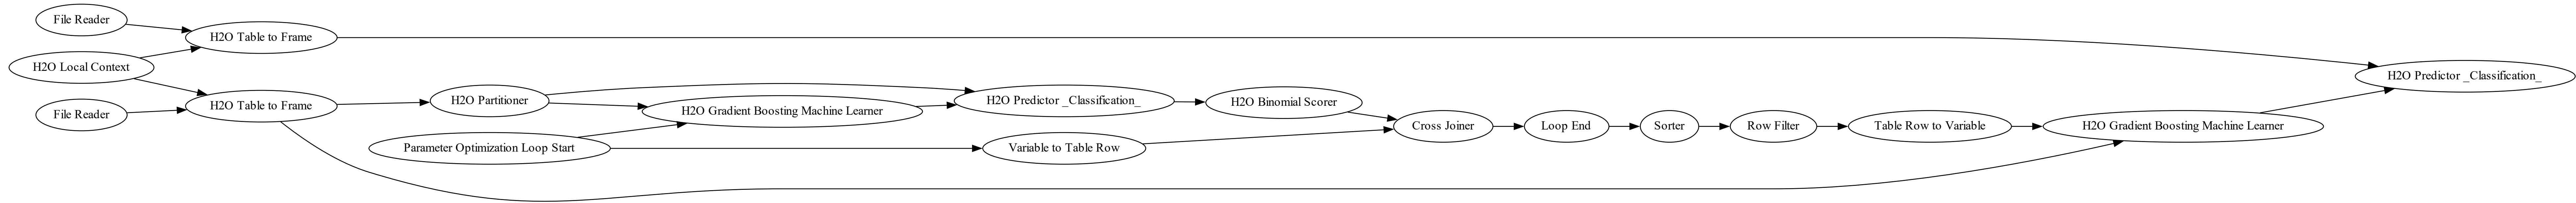 File Reader
H2O Table to Frame
H2O Local Context
H2O Predictor _Classification_
H2O Partitioner
H2O Predictor _Classification_
H2O Binomial Scorer
H2O Table to Frame
File Reader
H2O Gradient Boosting Machine Learner
Cross Joiner
Loop End
Sorter
Row Filter
Table Row to Variable
H2O Gradient Boosting Machine Learner
Parameter Optimization Loop Start
Variable to Table Row